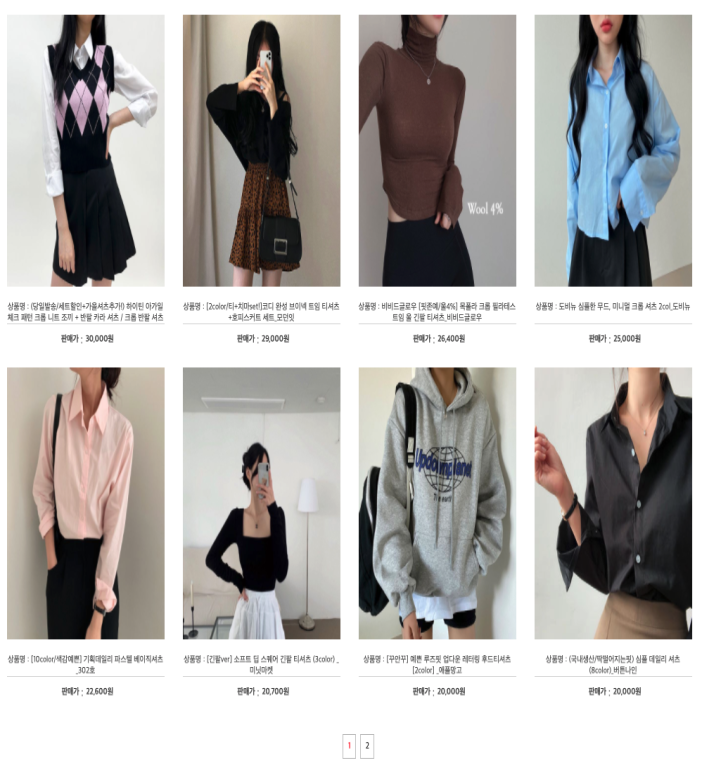 Wool 4%
상품명 : (당일발송/세트할인+가을셔츠추가!) 하이틴 아가일
체크 패턴 크롭 니트 조끼 + 반팔 카라 셔츠 / 크롭 반팔 셔츠
판매가 : 30,000원
상품명 : [2color/티+치마set!]코디 완성 브이넥 트임 티셔츠
+호피스커트 세트_모던잇
판매가 : 29,000원
상품명 : 비비드글로우 [핏존예/울4%] 목폴라 크롭 필라테스
트임 울 긴팔 티셔츠_비비드글로우
판매가 : 26,400원
상품명 : 도비뉴 심플한 무드, 미니멀 크롭 셔츠 2col_도비뉴
판매가 : 25,000원
Upcoming planet
상품명 : [10color/색감예쁜] 기획데일리 파스텔 베이직셔츠
_302호
판매가 : 22,600원
상품명 : [긴팔ver] 소프트 딥 스퀘어 긴팔 티셔츠 (3color) _
미닛마켓
판매가 : 20,700원
상품명 : [꾸안꾸] 예쁜 루즈핏 업다운 레터링 후드티셔츠
[2color] _애플망고
판매가 : 20,000원
상품명 : (국내생산/딱떨어지는핏) 심플 데일리 셔츠
(8color)_버튼나인
판매가 : 20,000원
1 2